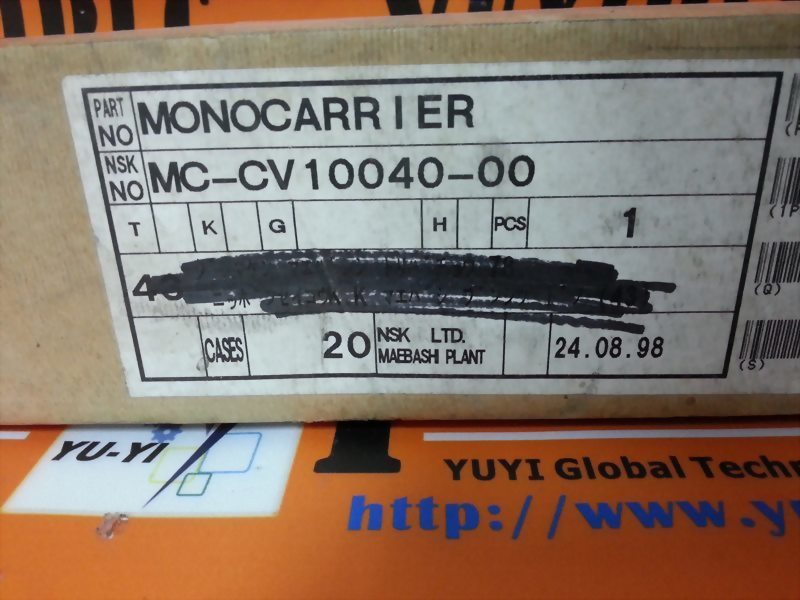 PART NO MONOCARRIER
NSK NO MC-CV10040-00
T K G H PCS 1
CASES 20 NSK LTD. MAEBASHI PLANT 24.08.98
(Q)
(S)
YU-YI
YUYI Global Techn
http://www.yu